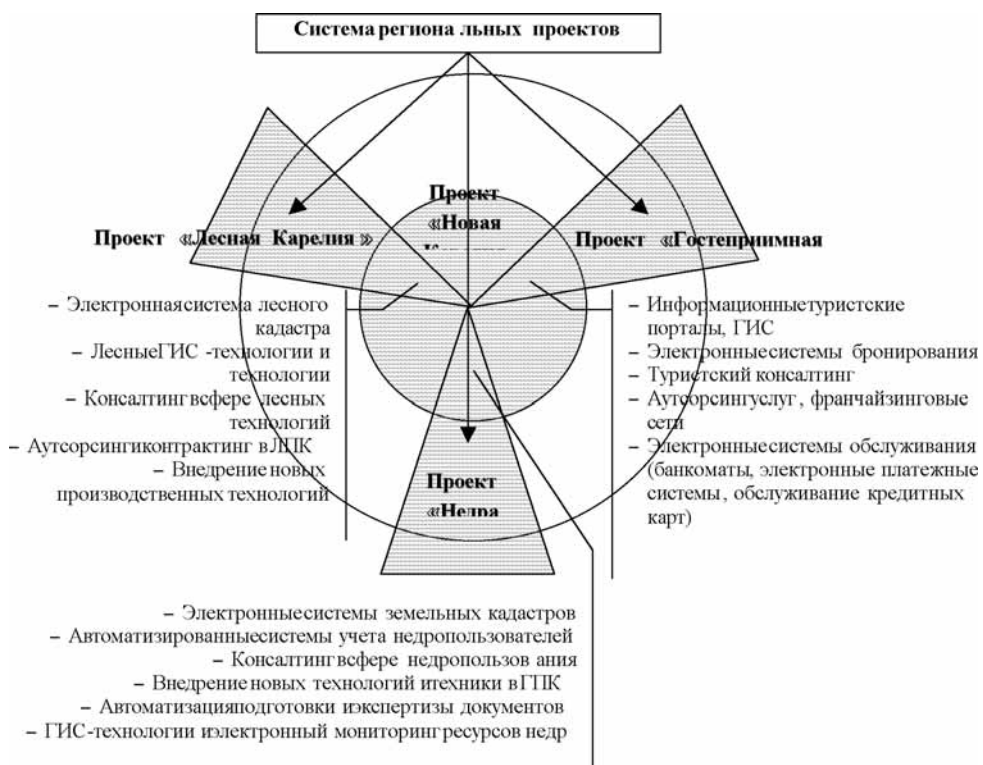 Система региона льных проектов
Проект
«Новая
Проект «Лесная Карелия»
Проект «Гостеприимная
– Электроннаясистема лесного
кадастра
– ЛесныеГИС -технологии и
технологии
– Консалтингвсфере лесных
технологий
– Аутсорсингиконтрактинг вЛПК
– Внедрение новых
производственных технологий
– Информационныетуристские
порталы, ГИС
– Электронныесистемы бронирования
– Туристский консалтинг
– Аутсорсингуслуг, франчайзинговые
сети
– Электронныесистемы обслуживания
(банкоматы, электронные платежные
системы, обслуживание кредитных
карт)
Проект
«Недра
– Электронныесистемы земельных кадастров
– Автоматизированныесистемы учета недропользователей
– Консалтингвсфере недропользов ания
– Внедрение новых технологий итехники вГПК
– Автоматизацияподготовки иэкспертизы документов
– ГИС-технологии иэлектронный мониторингресурсов недр